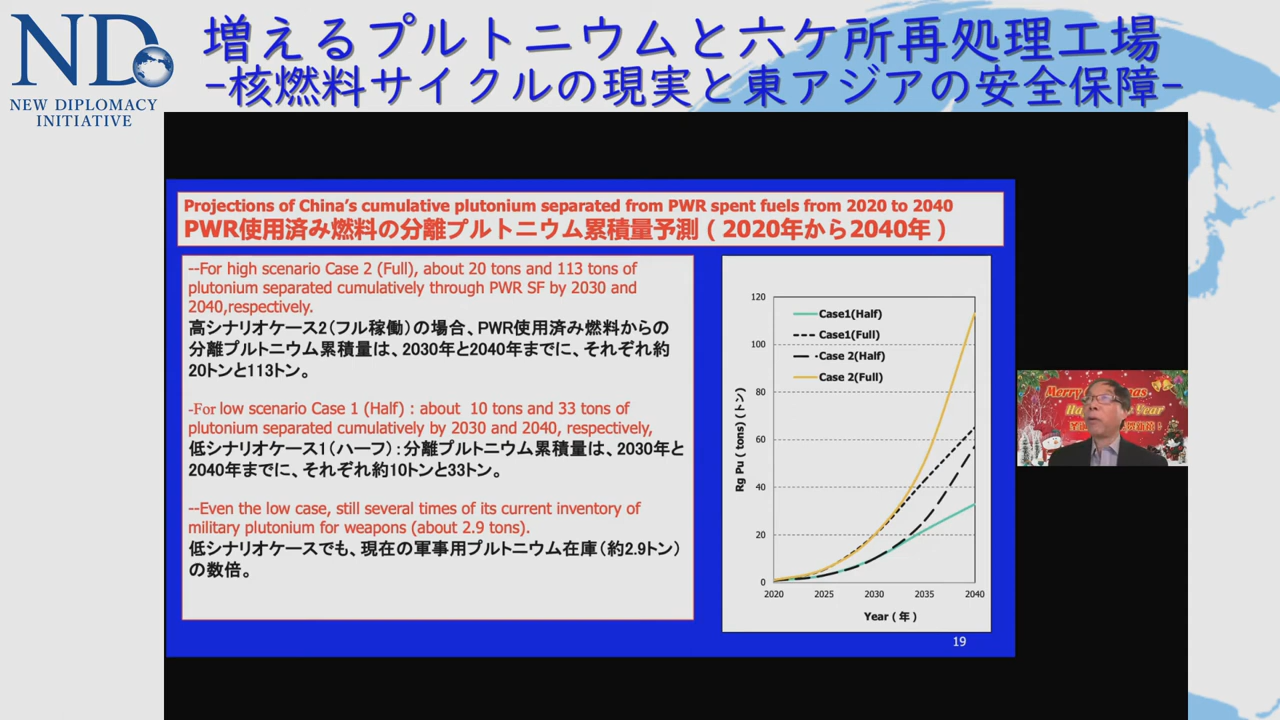 ND
NEW DIPLOMACY
INITIATIVE
増えるプルトニウムと六ケ所再処理工場
-核燃料サイクルの現実と東アジアの安全保障-
Projections of China's cumulative plutonium separated from PWR spent fuels from 2020 to 2040
PWR使用済み燃料の分離プルトニウム累積量予測 ( 2020年から2040年 )
--For high scenario Case 2 (Full), about 20 tons and 113 tons of
plutonium separated cumulatively through PWR SF by 2030 and
2040,respectively.
高シナリオケース2（フル稼働）の場合、PWR使用済み燃料からの
分離プルトニウム累積量は、2030年と2040年までに、それぞれ約
20トンと113トン。
-For low scenario Case 1 (Half) : about 10 tons and 33 tons of
plutonium separated cumulatively by 2030 and 2040, respectively,
低シナリオケース1（ハーフ）：分離プルトニウム累積量は、2030年と
2040年までに、それぞれ約10トンと33トン。
--Even the low case, still several times of its current inventory of
military plutonium for weapons (about 2.9 tons).
低シナリオケースでも、現在の軍事用プルトニウム在庫（約2.9トン）
の数倍。
Rg Pu ( tons) (トン)
120
100
80
60
40
20
0
Case1(Half)
Case1(Full)
Case 2(Half)
Case 2(Full)
2020 2025 2030 2035 2040
Year ( 年 )
19
Merry
Year